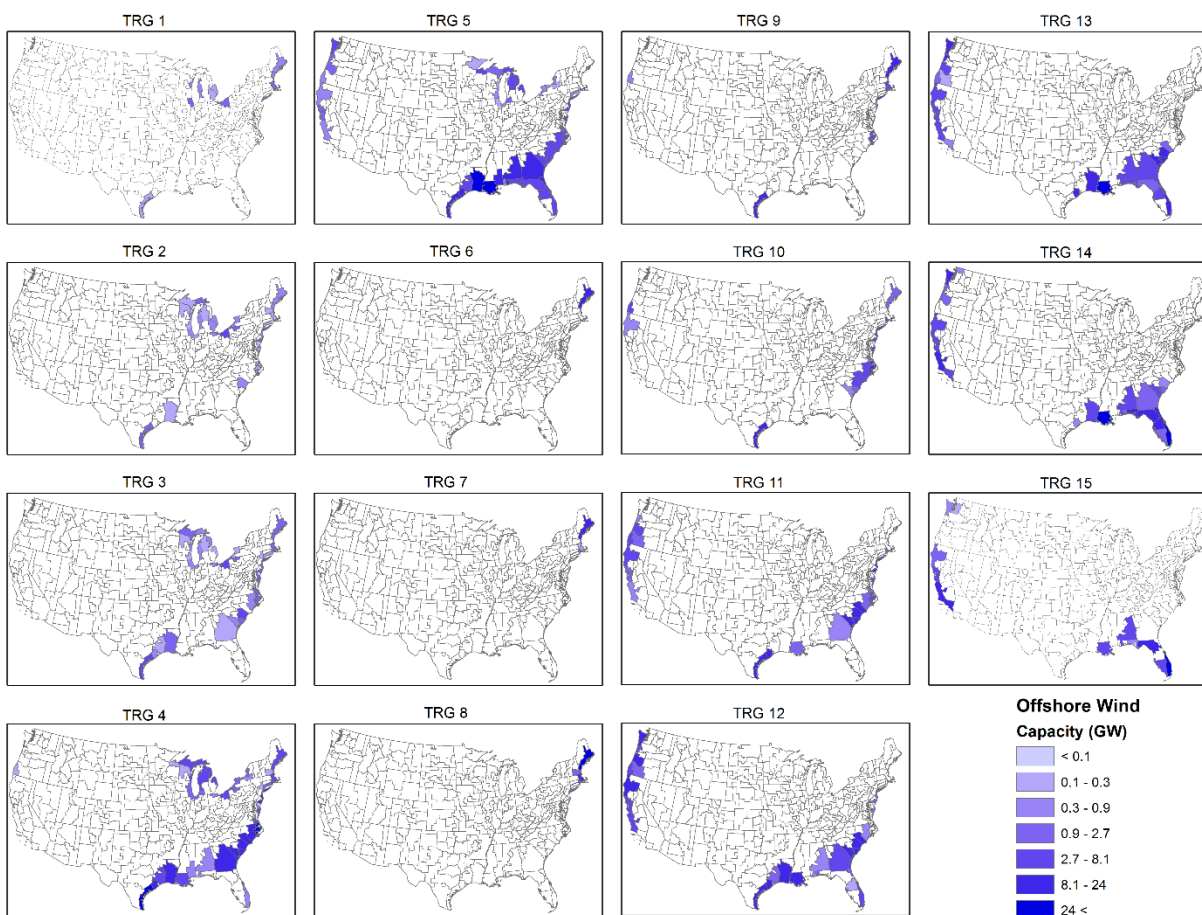 TRG 1
TRG 5
TRG 9
TRG 13
TRG 2
TRG 6
TRG 10
TRG 14
TRG 3
TRG 7
TRG 11
TRG 15
TRG 4
TRG 8
TRG 12
Offshore Wind
Capacity (GW)
< 0.1
0.1 - 0.3
0.3 - 0.9
0.9 - 2.7
2.7 - 8.1
8.1 - 24
24 <